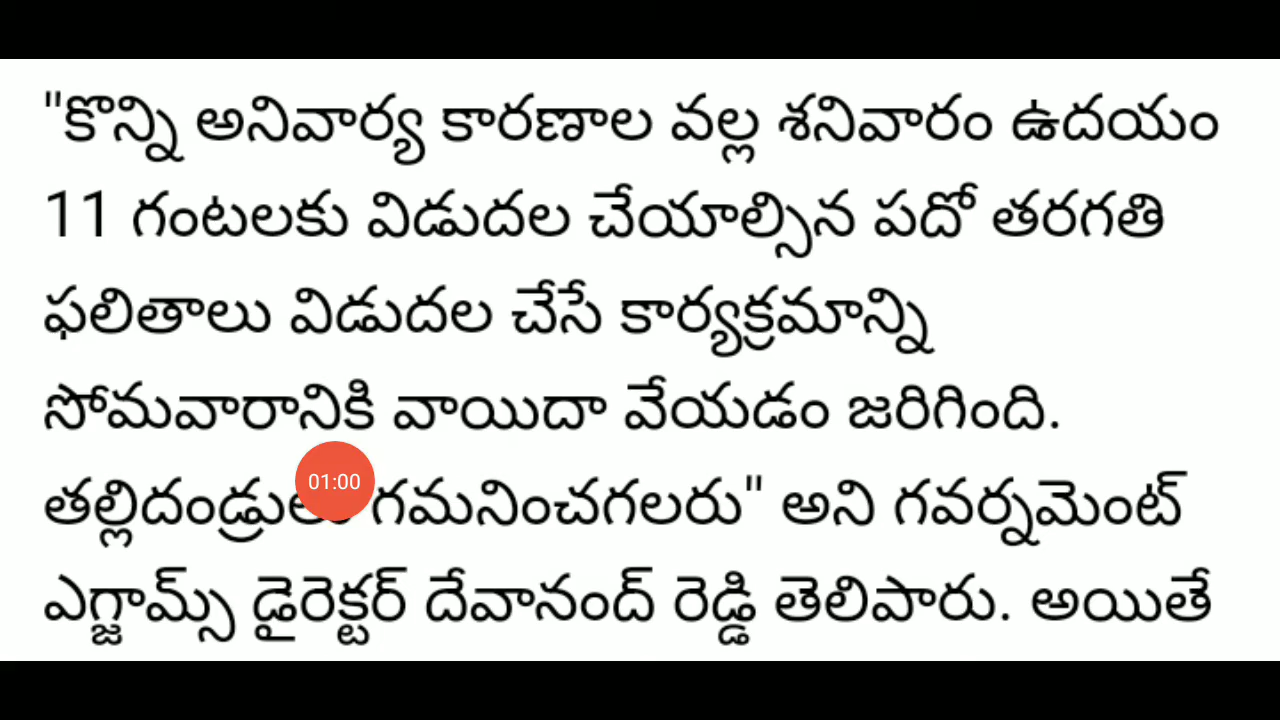 "కొన్ని అనివార్య కారణాల వల్ల శనివారం ఉదయం
11 గంటలకు విడుదల చేయాల్సిన పదో తరగతి
ఫలితాలు విడుదల చేసే కార్యక్రమాన్ని
సోమవారానికి వాయిదా వేయడం జరిగింది.
01:00
గమనించగలరు" అని గవర్నమెంట్
ఎగ్జామ్స్ డైరెక్టర్ దేవానంద్ రెడ్డి తెలిపారు. అయితే